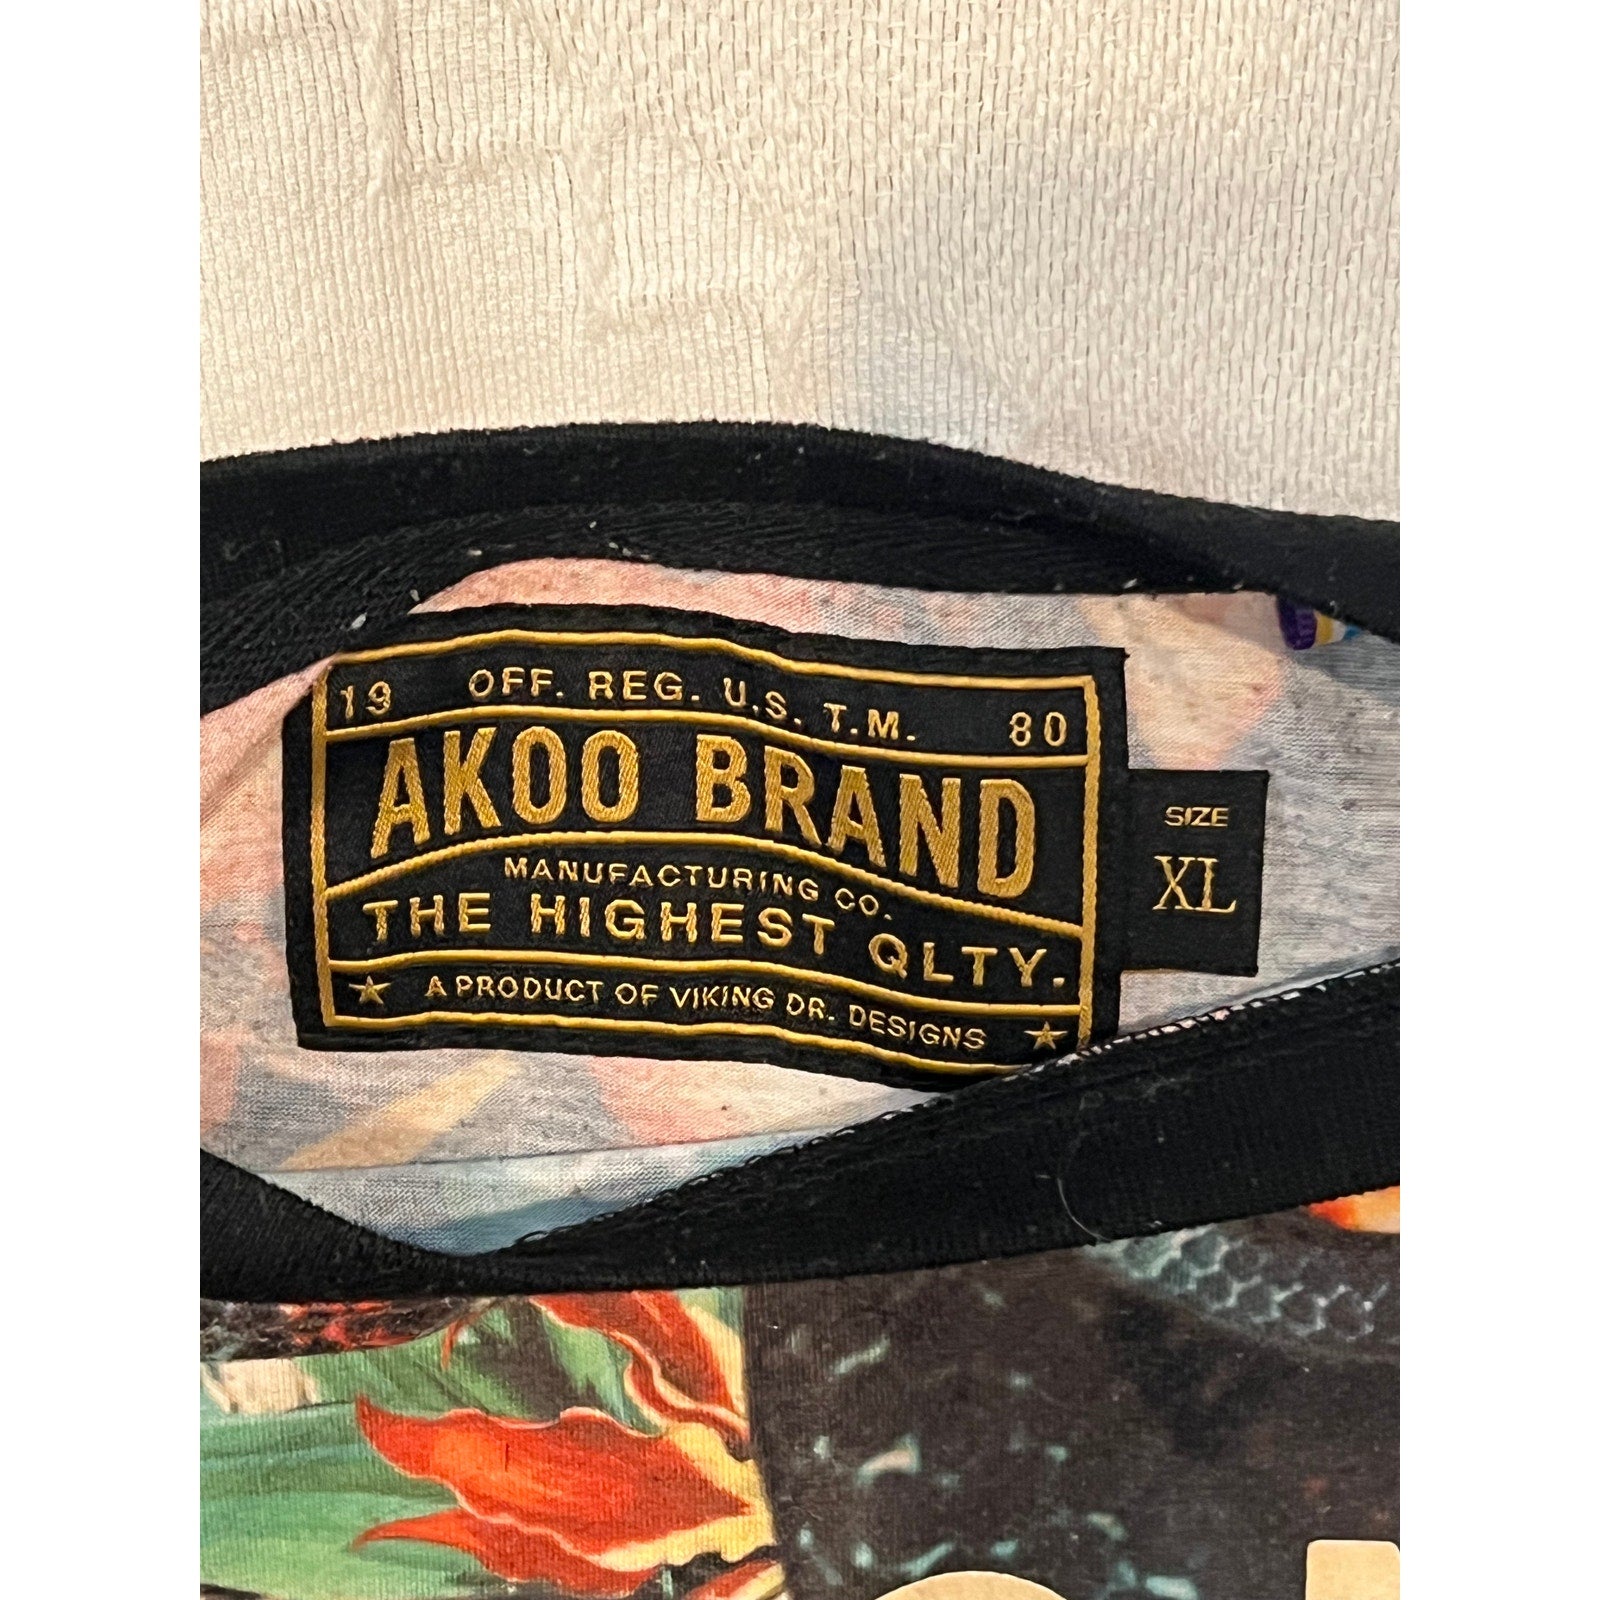 19 OFF. REG. U.S. T.M. 80
AKOO BRAND
MANUFACTURING CO.
THE HIGHEST QLTY.
A PRODUCT OF VIKING DR. DESIGNS
SIZE
XL